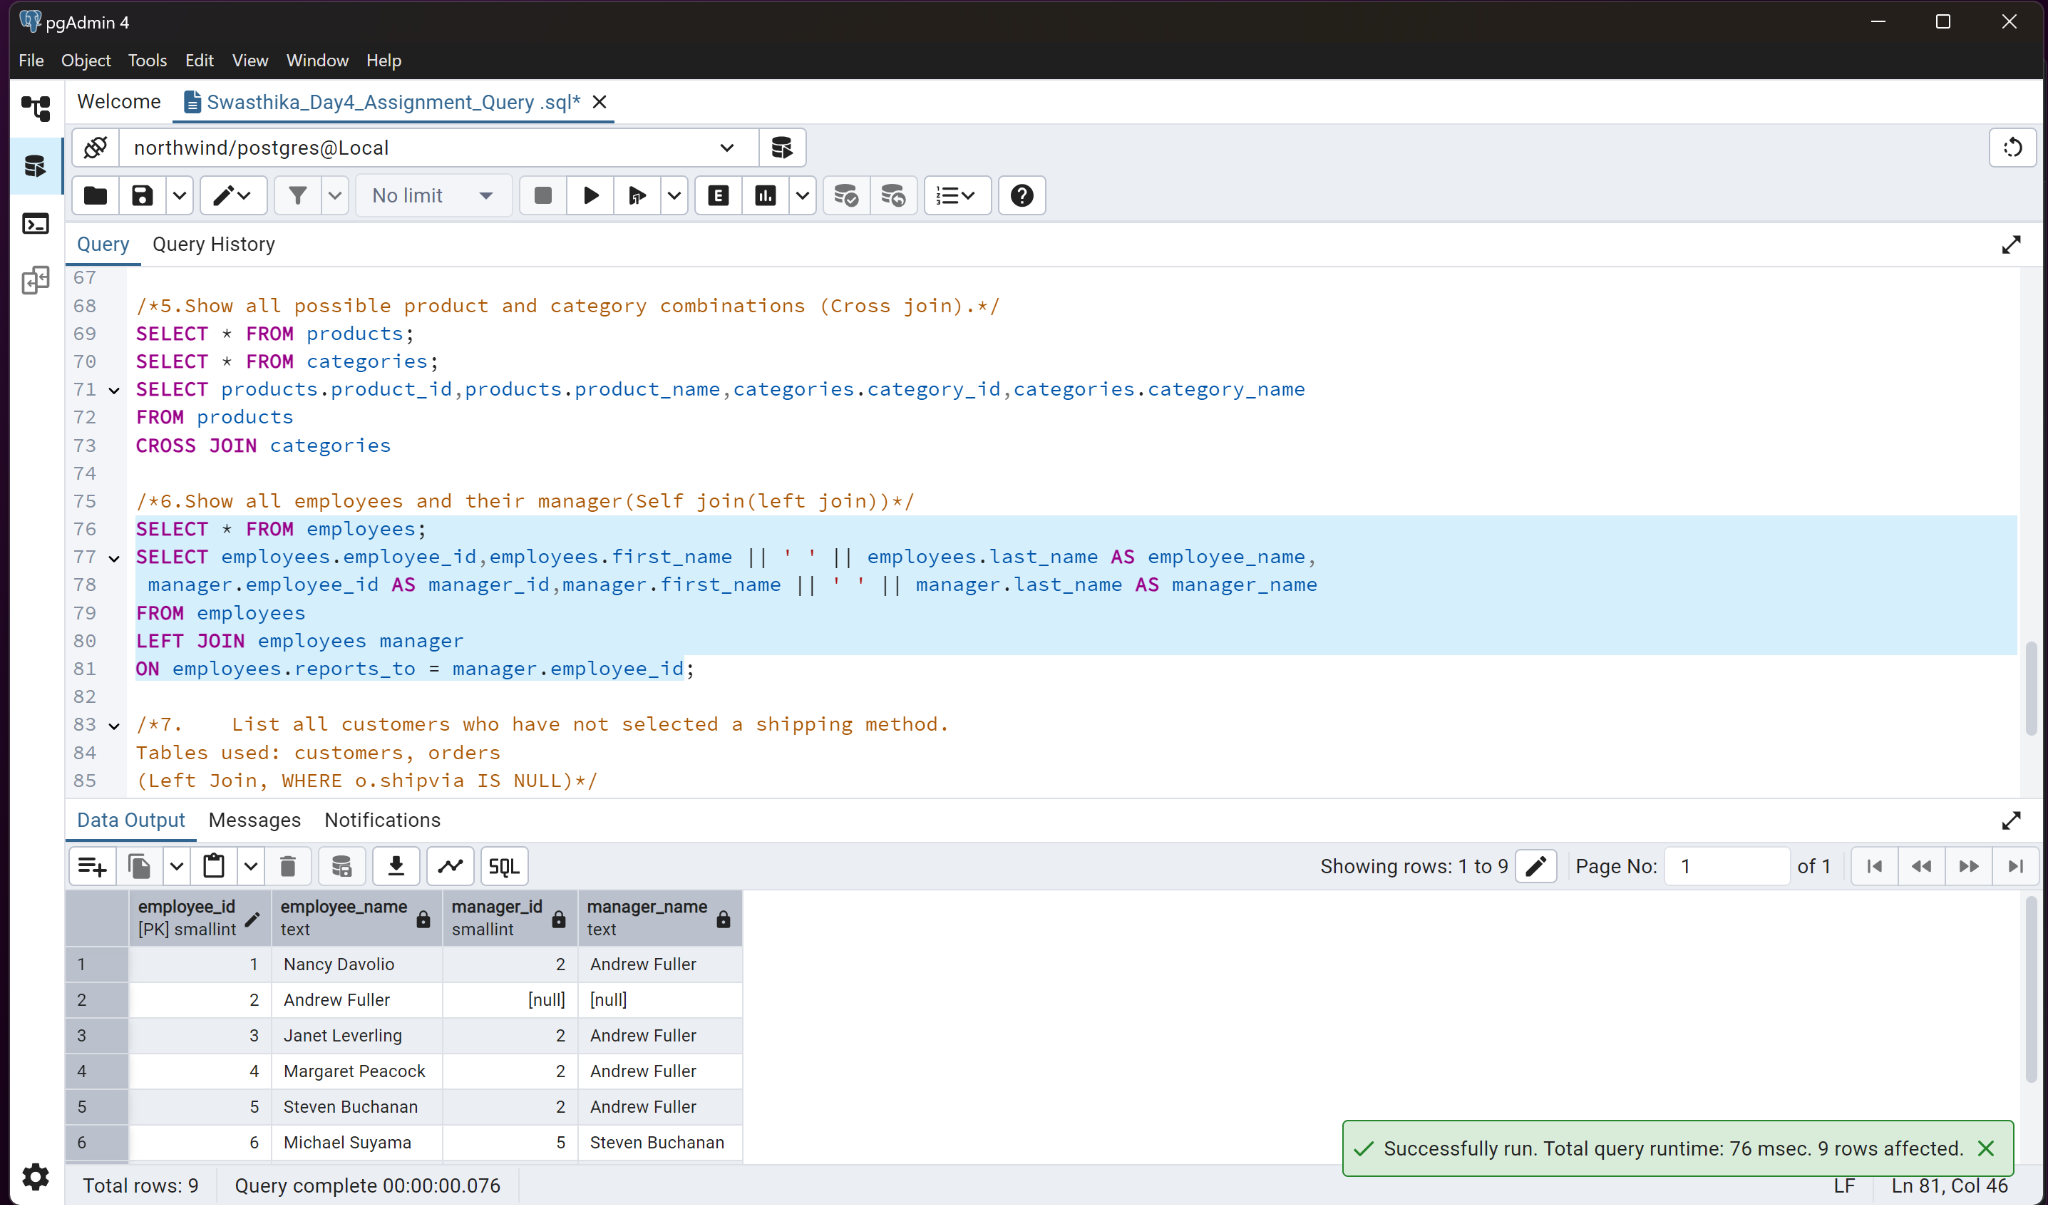 pgAdmin 4
File Object Tools Edit View Window Help
Welcome Swasthika_Day4_Assignment_Query .sql*
northwind/postgres@Local
No limit
E
Query Query History
67
68 /*5.Show all possible product and category combinations (Cross join).*/
69 SELECT * FROM products;
70 SELECT * FROM categories;
71 SELECT products.product_id,products.product_name,categories.category_id,categories.category_name
72 FROM products
73 CROSS JOIN categories
74
75 /*6.Show all employees and their manager(Self join(left join))*/
76 SELECT * FROM employees;
77 SELECT employees.employee_id,employees.first_name || ' ' || employees.last_name AS employee_name,
78 manager.employee_id AS manager_id,manager.first_name || ' ' || manager.last_name AS manager_name
79 FROM employees
80 LEFT JOIN employees manager
81 ON employees.reports_to = manager.employee_id;
82
83 /*7. List all customers who have not selected a shipping method.
84 Tables used: customers, orders
85 (Left Join, WHERE o.shipvia IS NULL)*/
Data Output Messages Notifications
SQL Showing rows: 1 to 9 Page No: 1 of 1
employee_id employee_name manager_id manager_name
[PK] smallint text smallint text
1 1 Nancy Davolio 2 Andrew Fuller
2 2 Andrew Fuller [null] [null]
3 3 Janet Leverling 2 Andrew Fuller
4 4 Margaret Peacock 2 Andrew Fuller
5 5 Steven Buchanan 2 Andrew Fuller
6 6 Michael Suyama 5 Steven Buchanan
Successfully run. Total query runtime: 76 msec. 9 rows affected.
Total rows: 9 Query complete 00:00:00.076 LF Ln 81, Col 46